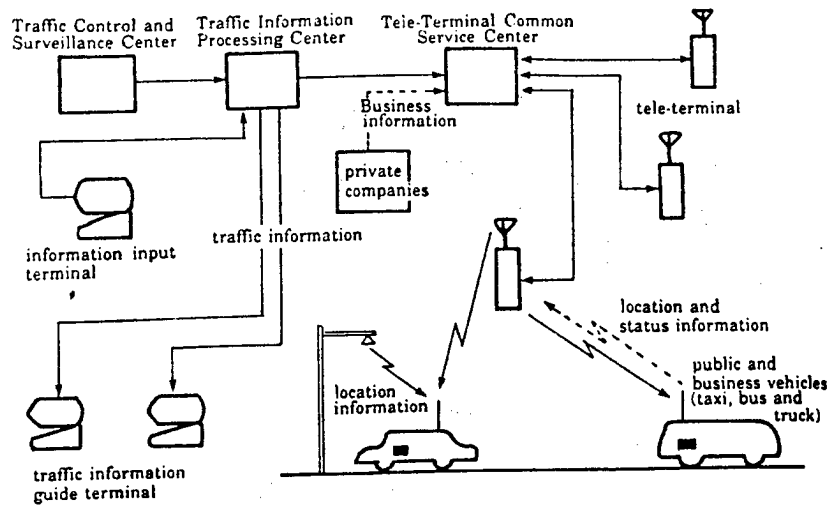 Traffic Control and
Surveillance Center
Traffic Information
Processing Center
Tele-Terminal Common
Service Center
Business
information
tele-terminal
private
companies
traffic information
information input
terminal
location and
status information
public and
business vehicles
(taxi, bus and
truck)
location
information
traffic information
guide terminal